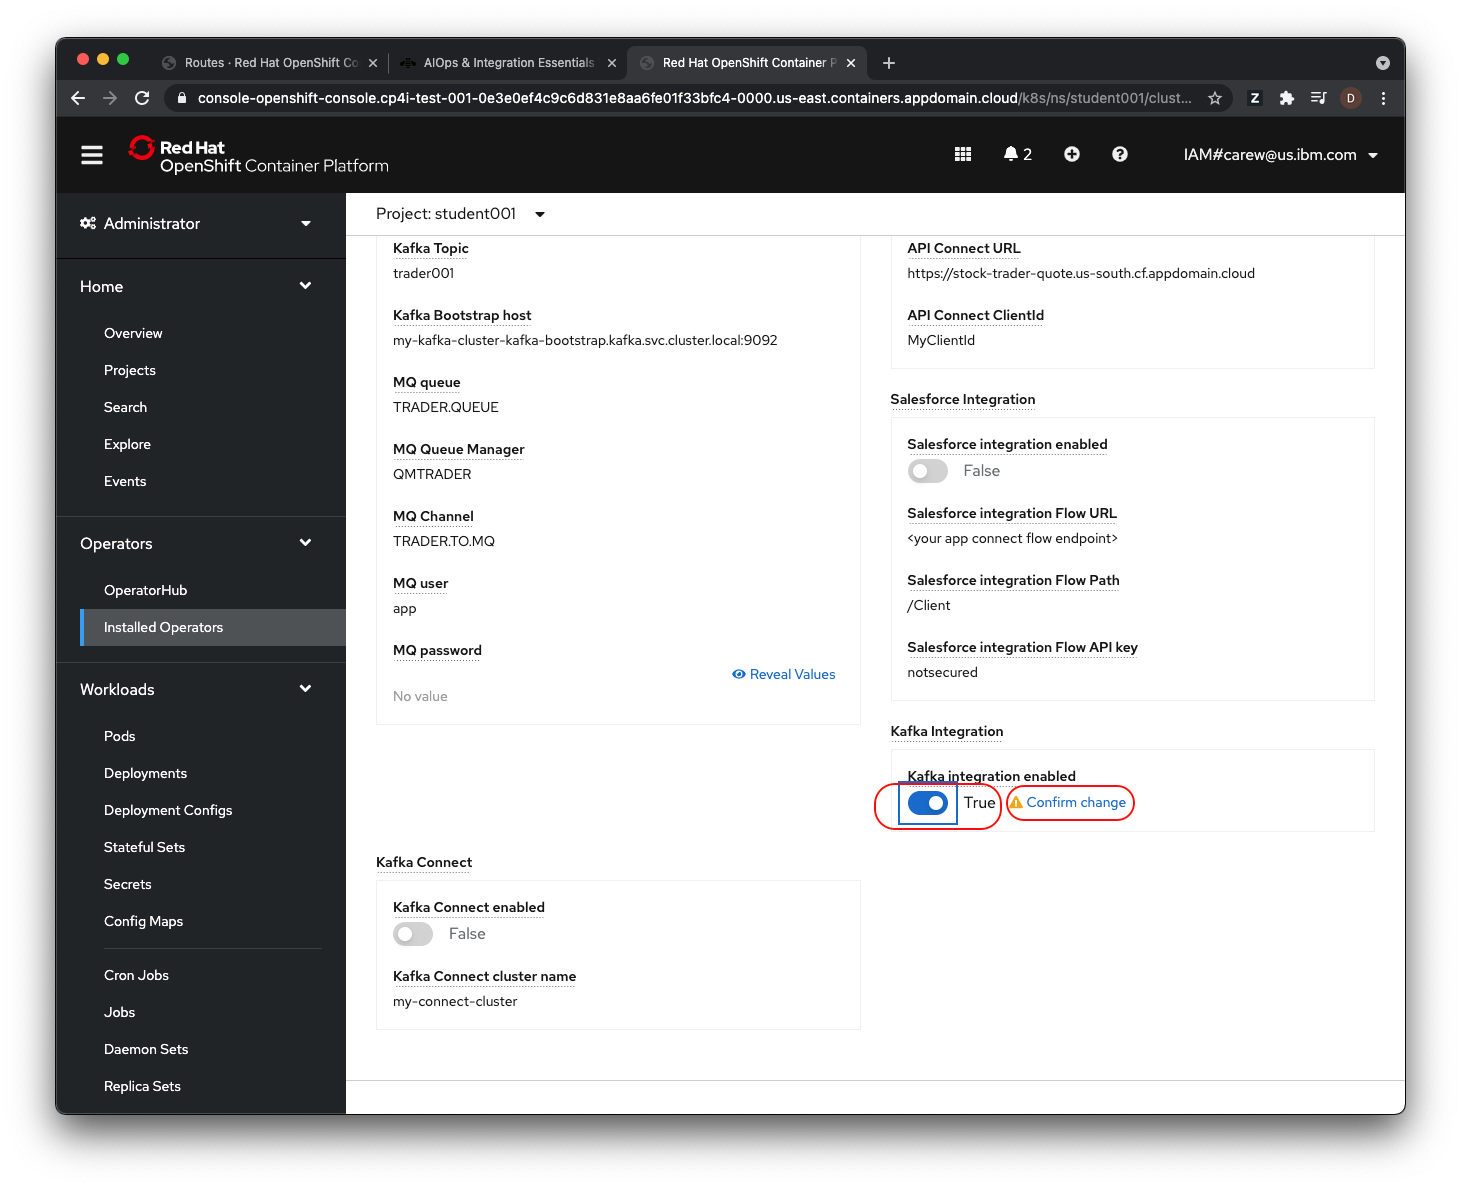 Routes · Red Hat OpenShift Co
AIOps & Integration Essentials
Red Hat OpenShift Container P
console-openshift-console.cp4i-test-001-0e3e0ef4c9c6d831e8aa6fe01f33bfc4-0000.us-east.containers.appdomain.cloud/k8s/ns/student001/clust...
Z
D
Red Hat
OpenShift Container Platform
2
IAM#carew@us.ibm.com
Administrator
Home
Overview
Projects
Search
Explore
Events
Operators
OperatorHub
Installed Operators
Workloads
Pods
Deployments
Deployment Configs
Stateful Sets
Secrets
Config Maps
Cron Jobs
Jobs
Daemon Sets
Replica Sets
Project: student001
Kafka Topic
trader001
Kafka Bootstrap host
my-kafka-cluster-kafka-bootstrap.kafka.svc.cluster.local:9092
MQ queue
TRADER.QUEUE
MQ Queue Manager
QMTRADER
MQ Channel
TRADER.TO.MQ
MQ user
app
MQ password
Reveal Values
No value
API Connect URL
https://stock-trader-quote.us-south.cf.appdomain.cloud
API Connect ClientId
MyClientId
Salesforce Integration
Salesforce integration enabled
False
Salesforce integration Flow URL
<your app connect flow endpoint>
Salesforce integration Flow Path
/Client
Salesforce integration Flow API key
notsecured
Kafka Integration
Kafka integration enabled
True
Confirm change
Kafka Connect
Kafka Connect enabled
False
Kafka Connect cluster name
my-connect-cluster